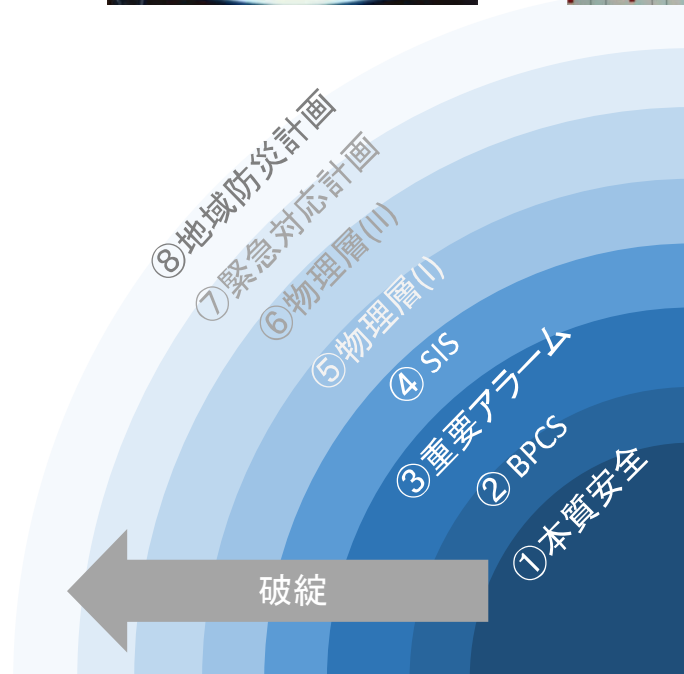 ⑧地域防災計画
⑦緊急対応計画
⑥物理層(II)
⑤物理層(I)
④ SIS
③重要アラーム
② BPCS
①本質安全
破綻